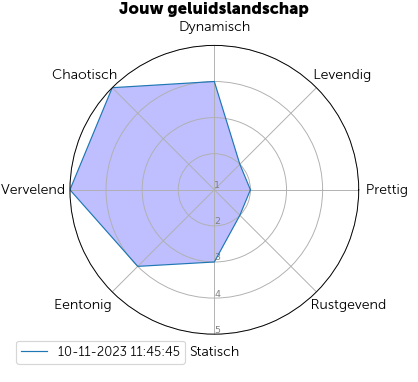 Jouw geluidslandschap
Dynamisch
Chaotisch
Levendig
Vervelend
1
Prettig
2
3
Eentonig
4
Rustgevend
5
10-11-2023 11:45:45
Statisch